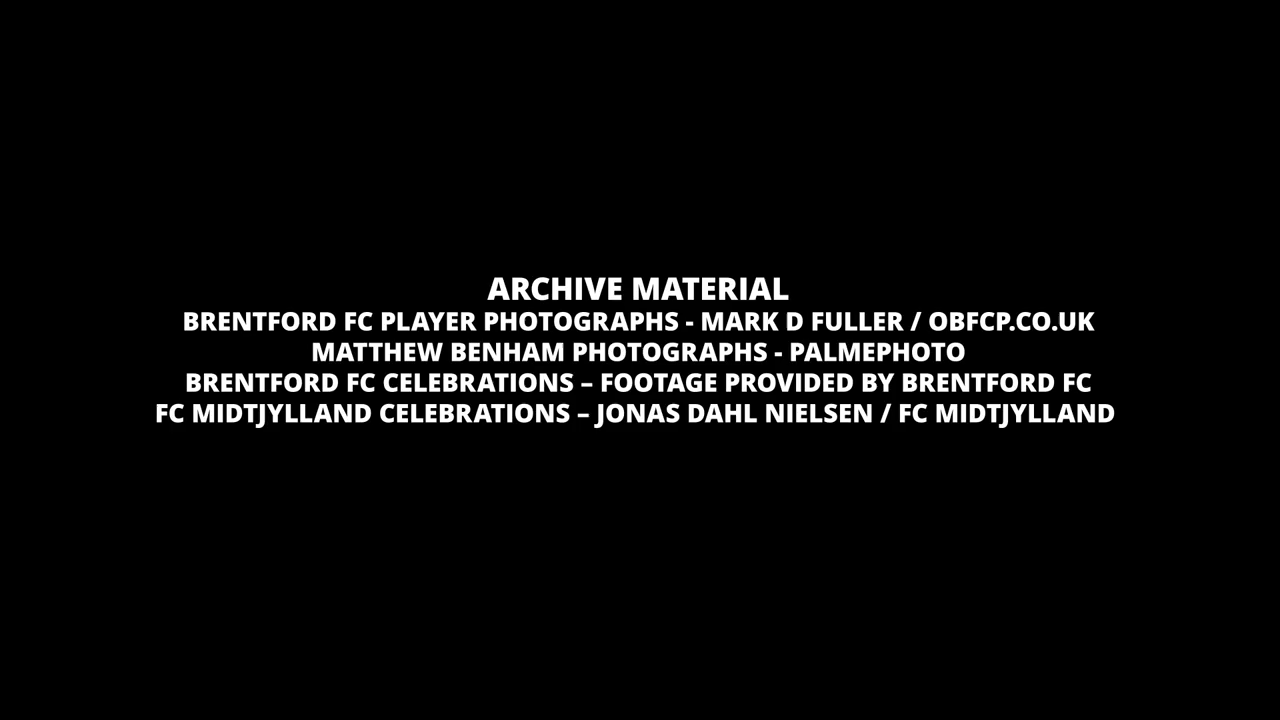 ARCHIVE MATERIAL
BRENTFORD FC PLAYER PHOTOGRAPHS - MARK D FULLER / OBFCP.CO.UK
MATTHEW BENHAM PHOTOGRAPHS - PALMEPHOTO
BRENTFORD FC CELEBRATIONS – FOOTAGE PROVIDED BY BRENTFORD FC
FC MIDTJYLLAND CELEBRATIONS – JONAS DAHL NIELSEN / FC MIDTJYLLAND